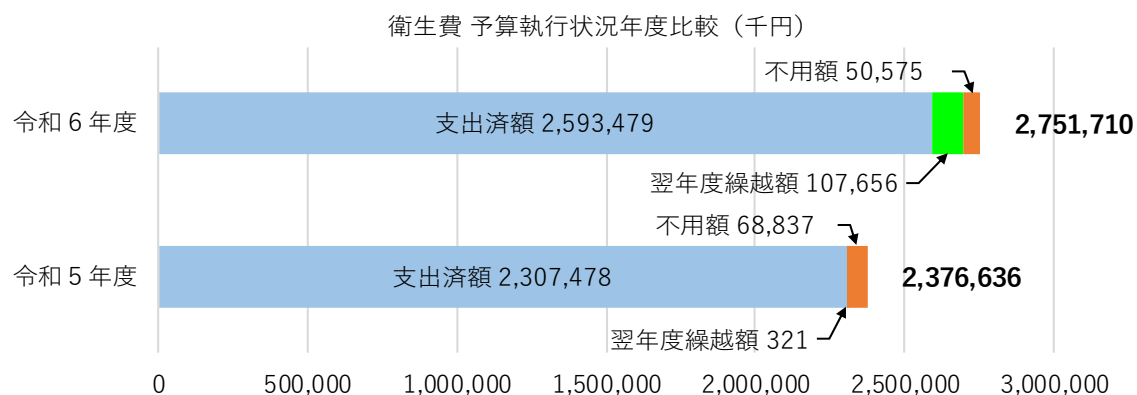 衛生費 予算執行状況年度比較（千円）
不用額 50,575
令和６年度
支出済額 2,593,479
2,751,710
翌年度繰越額 107,656
不用額 68,837
令和５年度
支出済額 2,307,478
2,376,636
翌年度繰越額 321
0 500,000 1,000,000 1,500,000 2,000,000 2,500,000 3,000,000